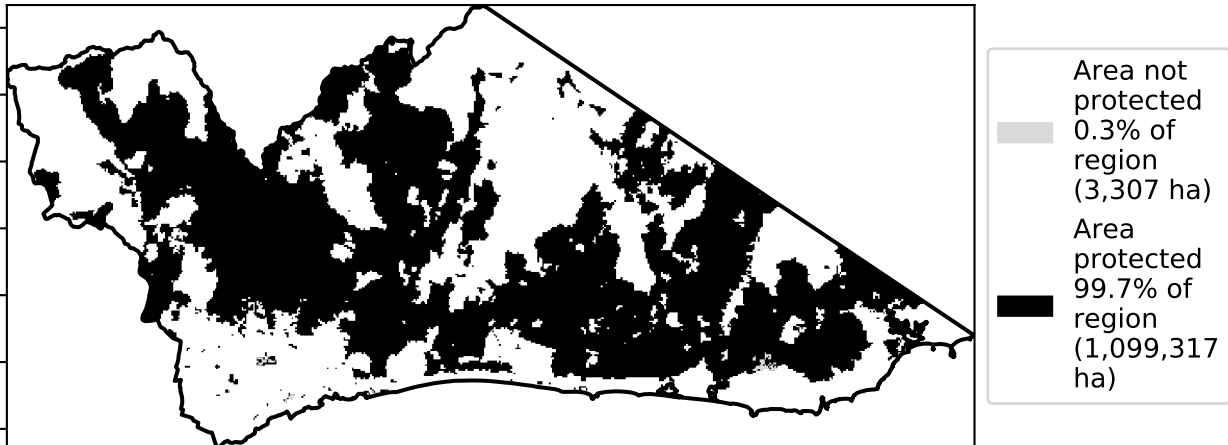 Area not
protected
0.3% of
region
(3,307 ha)
Area
protected
99.7% of
region
(1,099,317
ha)